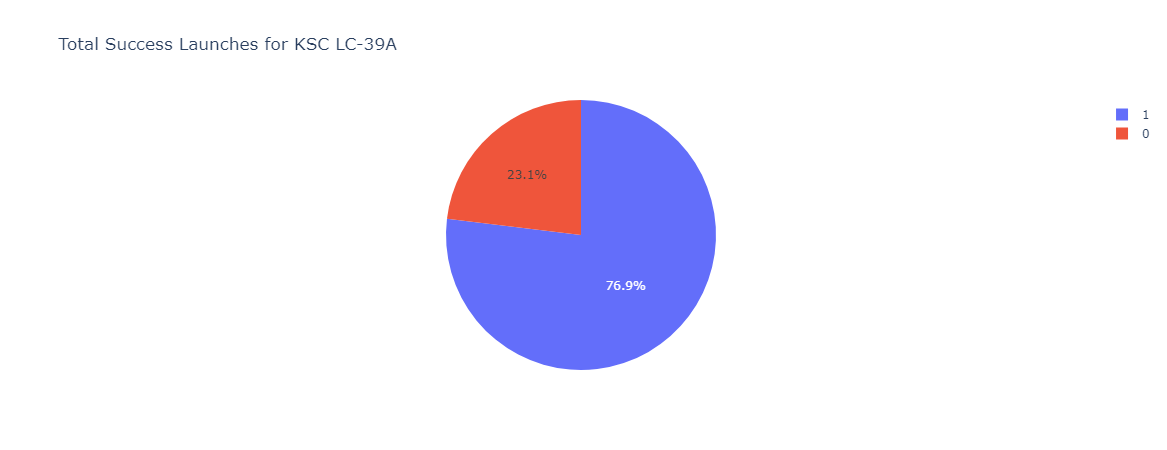 Total Success Launches for KSC LC-39A
1
0
23.1%
76.9%